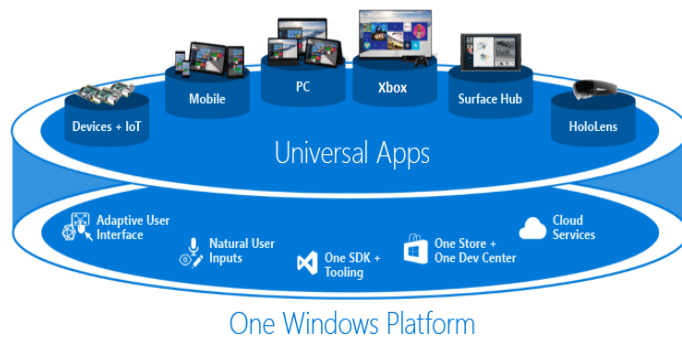 Devices + IoT
Mobile
PC
Xbox
Surface Hub
HoloLens
Universal Apps
Adaptive User
Interface
Natural User
Inputs
One SDK +
Tooling
One Store +
One Dev Center
Cloud
Services
One Windows Platform